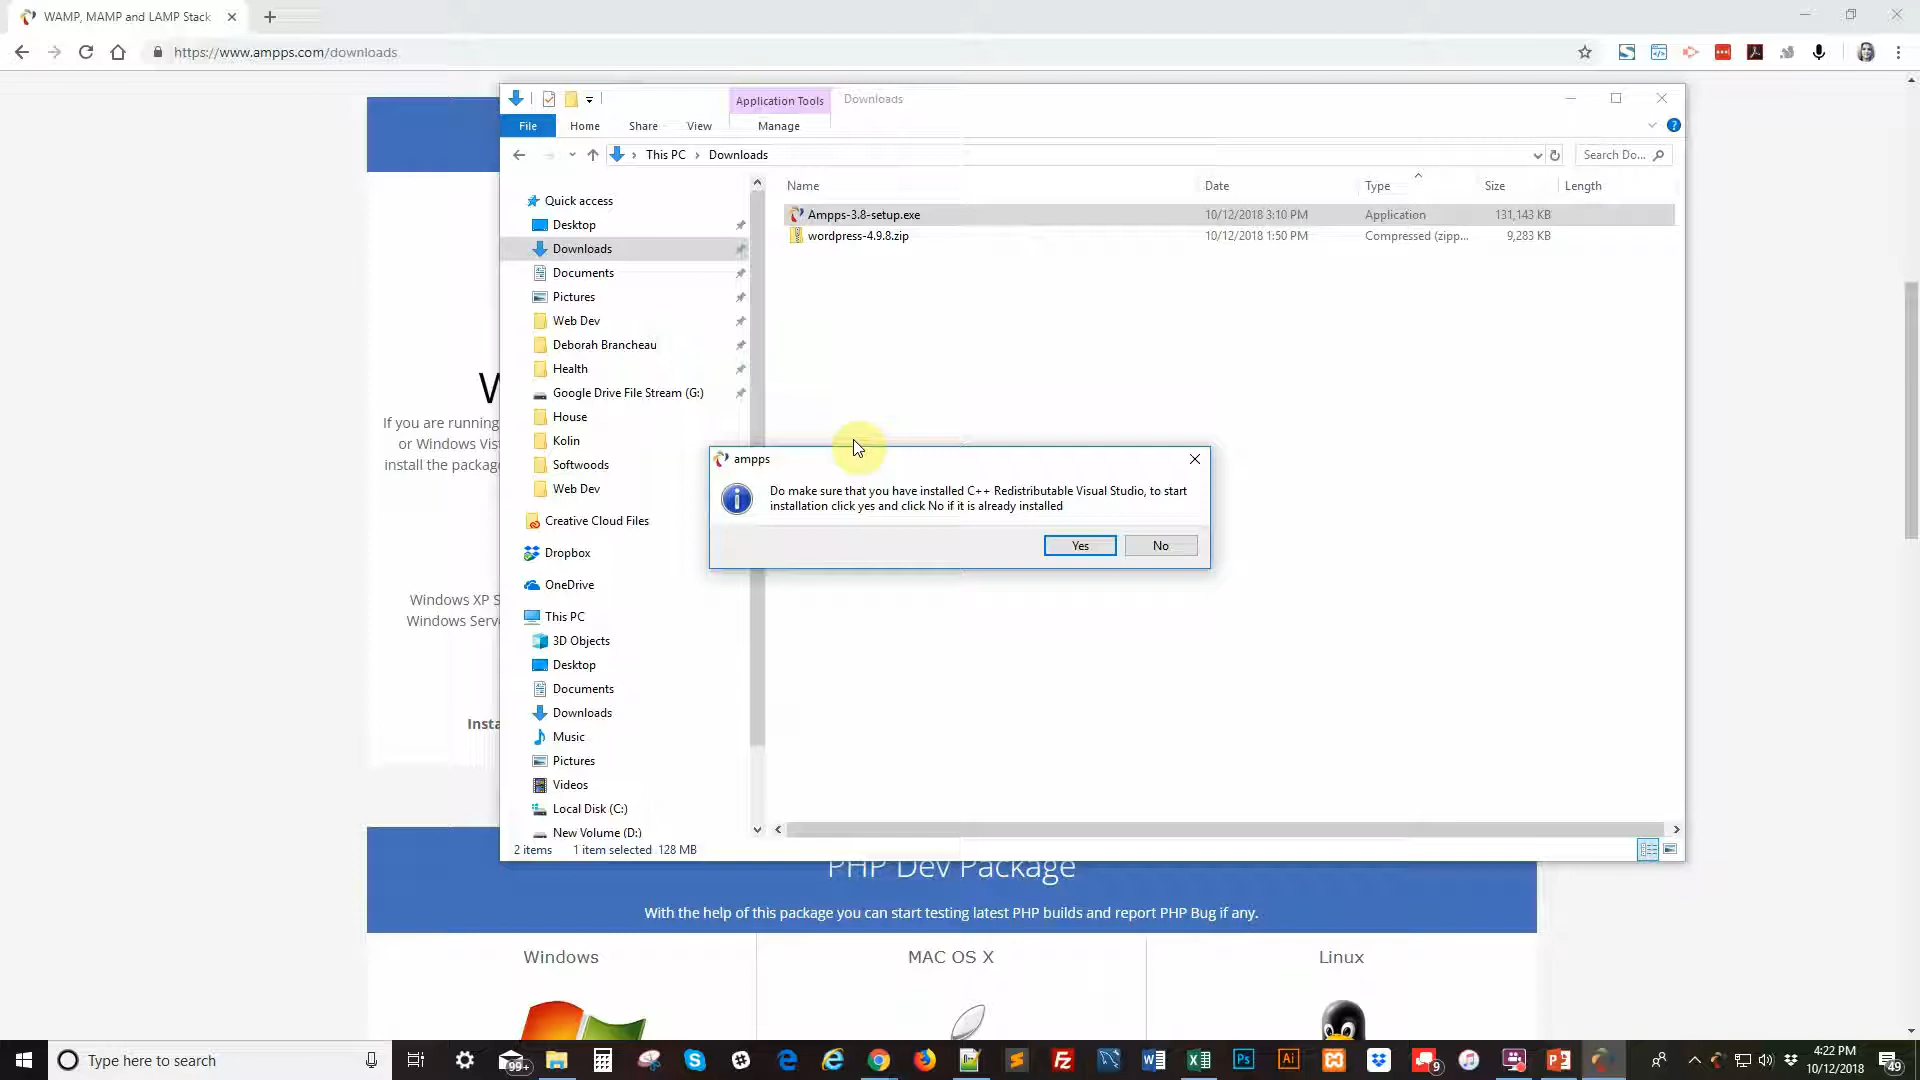 WAMP, MAMP and LAMP Stack
https://www.ampps.com/downloads
Application Tools
Downloads
File
Home
Share
View
Manage
This PC
Downloads
Search Do...
Name
Date
Type
Size
Length
Ampps-3.8-setup.exe
10/12/2018 3:10 PM
Application
131,143 KB
wordpress-4.9.8.zip
10/12/2018 1:50 PM
Compressed (zipp...
9,283 KB
Quick access
Desktop
Downloads
Documents
Pictures
Web Dev
Deborah Brancheau
Health
Google Drive File Stream (G:)
House
Kolin
Softwoods
Web Dev
Creative Cloud Files
Dropbox
OneDrive
This PC
3D Objects
Desktop
Documents
Downloads
Music
Pictures
Videos
Local Disk (C:)
New Volume (D:)
2 items
1 item selected 128 MB
ampps
Do make sure that you have installed C++ Redistributable Visual Studio, to start
installation click yes and click No if it is already installed
Yes
No
If you are running
or Windows Vist
install the package
Windows XP S
Windows Serve
Insta
PHP Dev Package
With the help of this package you can start testing latest PHP builds and report PHP Bug if any.
Windows
MAC OS X
Linux
Type here to search
99+
9
4:22 PM
10/12/2018
49